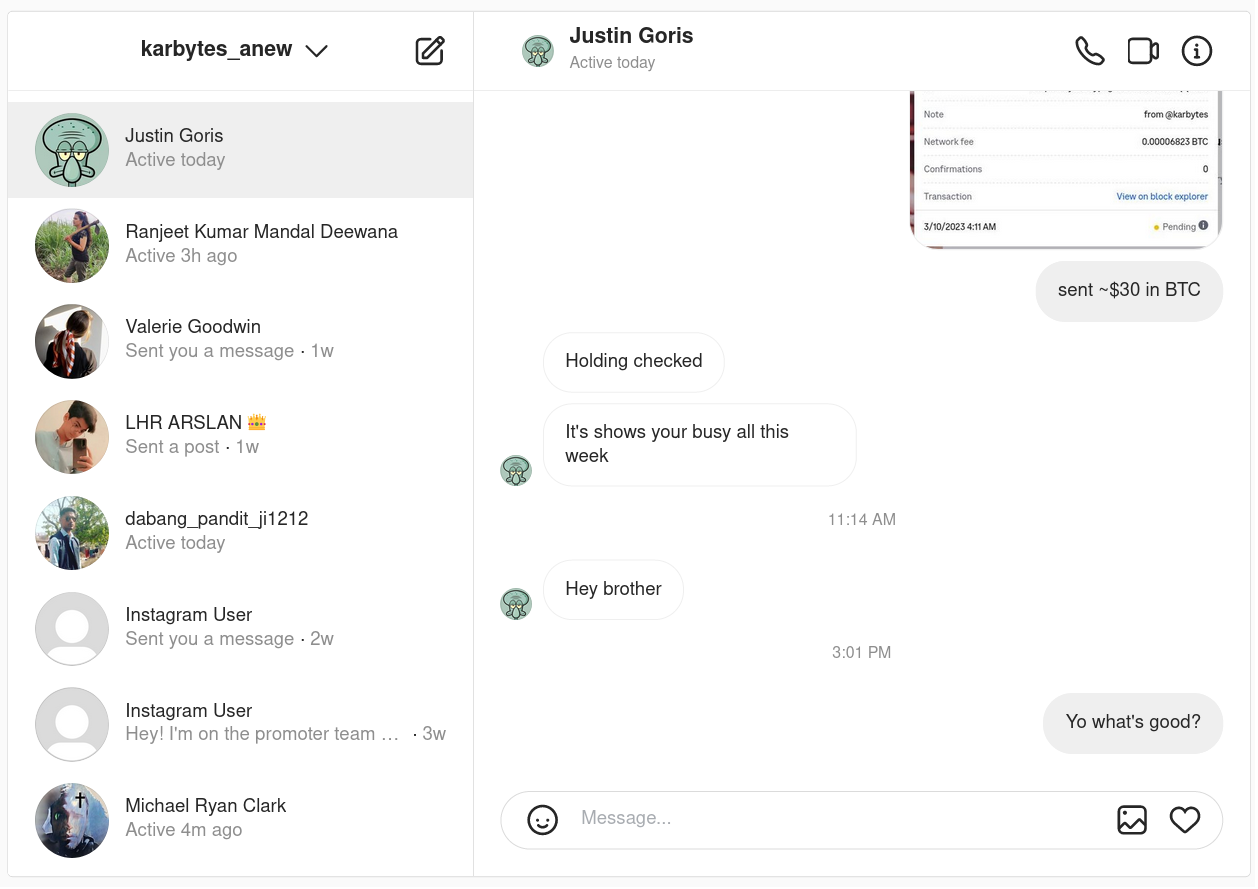 karbytes_anew
Justin Goris
Active today
Ranjeet Kumar Mandal Deewana
Active 3h ago
Valerie Goodwin
Sent you a message · 1w
LHR ARSLAN 👑
Sent a post · 1w
dabang_pandit_ji1212
Active today
Instagram User
Sent you a message · 2w
Instagram User
Hey! I'm on the promoter team … · 3w
Michael Ryan Clark
Active 4m ago
Justin Goris
Active today
Note from @karbytes
Network fee 0.00006823 BTC
Confirmations 0
Transaction View on block explorer
3/10/2023 4:11 AM Pending
sent ~$30 in BTC
Holding checked
It's shows your busy all this
week
11:14 AM
Hey brother
3:01 PM
Yo what's good?
Message...